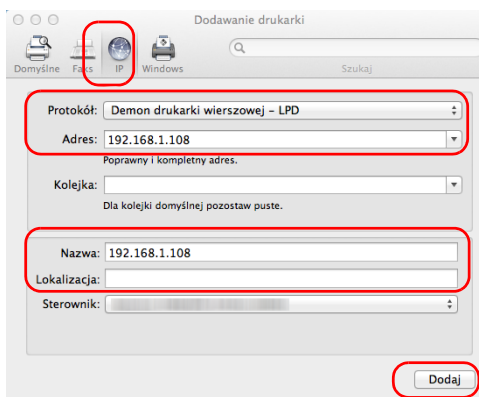 Dodawanie drukarki
Domyślne Faks IP Windows Szukaj
Protokół: Demon drukarki wierszowej – LPD
Adres: 192.168.1.108
Poprawny i kompletny adres.
Kolejka:
Dla kolejki domyślnej pozostaw puste.
Nazwa: 192.168.1.108
Lokalizacja:
Sterownik:
Dodaj